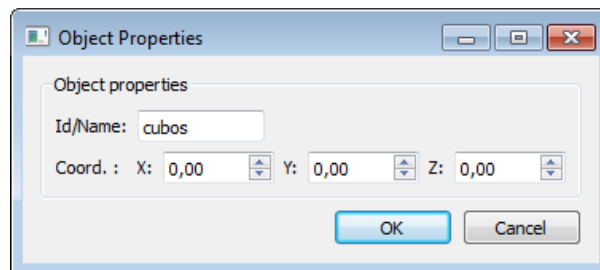 Object Properties
Object properties
Id/Name: cubos
Coord. : X: 0,00 Y: 0,00 Z: 0,00
OK Cancel